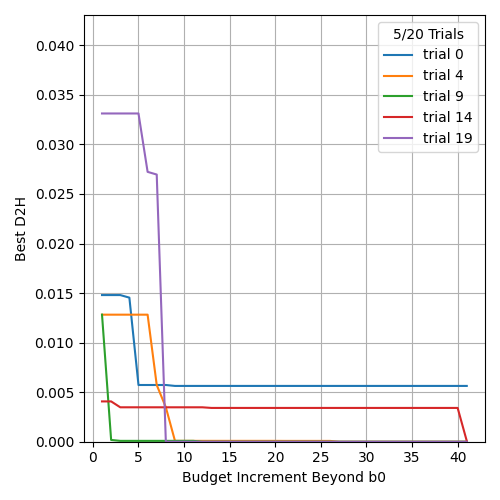 5/20 Trials
trial 0
trial 4
trial 9
trial 14
trial 19
0.040
0.035
0.030
0.025
0.020
0.015
0.010
0.005
0.000
Best D2H
0 5 10 15 20 25 30 35 40
Budget Increment Beyond b0